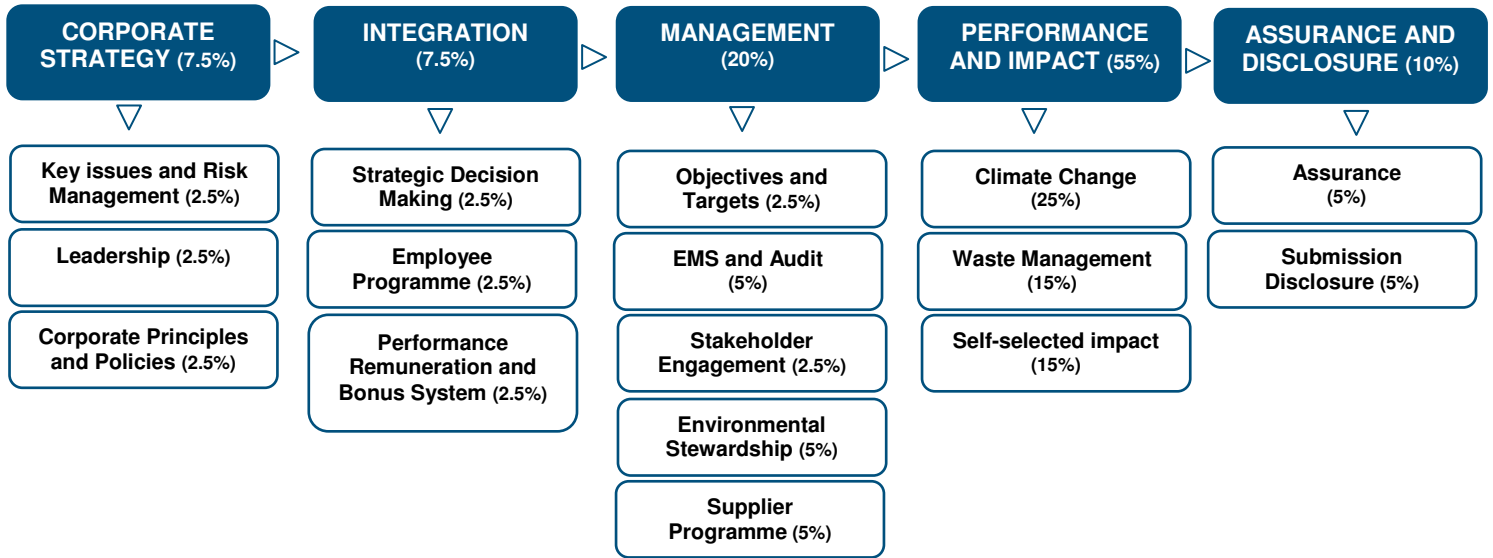 CORPORATE
STRATEGY (7.5%)
Key issues and Risk
Management (2.5%)
Leadership (2.5%)
Corporate Principles
and Policies (2.5%)
INTEGRATION
(7.5%)
Strategic Decision
Making (2.5%)
Employee
Programme (2.5%)
Performance
Remuneration and
Bonus System (2.5%)
MANAGEMENT
(20%)
Objectives and
Targets (2.5%)
EMS and Audit
(5%)
Stakeholder
Engagement (2.5%)
Environmental
Stewardship (5%)
Supplier
Programme (5%)
PERFORMANCE
AND IMPACT (55%)
Climate Change
(25%)
Waste Management
(15%)
Self-selected impact
(15%)
ASSURANCE AND
DISCLOSURE (10%)
Assurance
(5%)
Submission
Disclosure (5%)